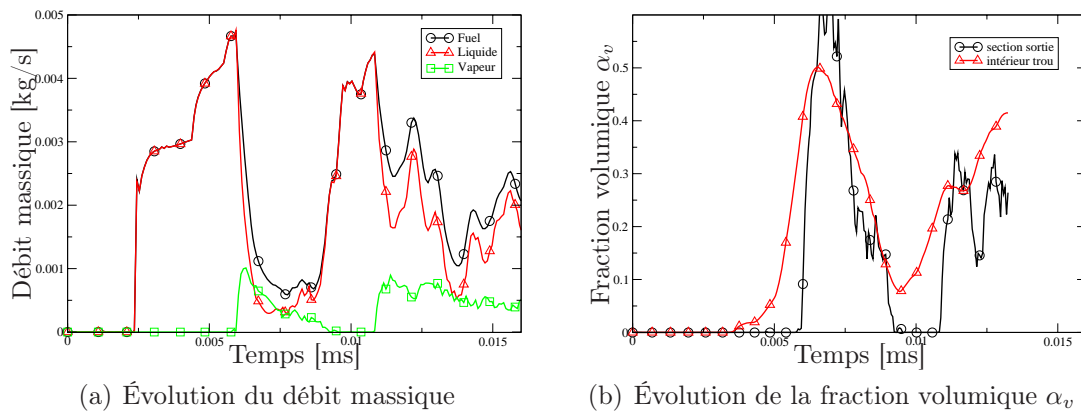 0.005
0.004
0.003
0.002
0.001
0
Débit massique [kg/s]
Fuel
Liquide
Vapeur
0
0.005
0.01
0.015
Temps [ms]
(a) Évolution du débit massique
0.5
0.4
0.3
0.2
0.1
0
Fraction volumique αv
section sortie
intérieur trou
0
0.005
0.01
0.015
Temps [ms]
(b) Évolution de la fraction volumique αv